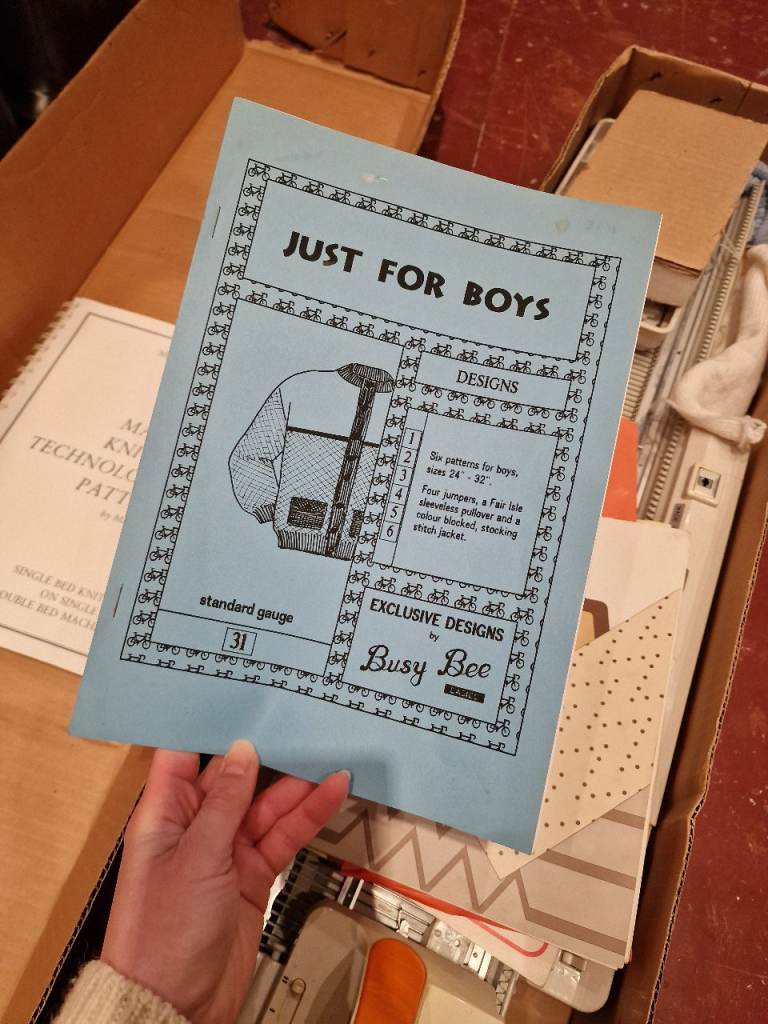 JUST FOR BOYS
DESIGNS
1
2
3
4
5
6
Six patterns for boys,
sizes 24" - 32".
Four jumpers, a Fair Isle
sleeveless pullover and a
colour blocked, stocking
stitch jacket.
standard gauge
31
EXCLUSIVE DESIGNS
by
Busy Bee
TECHNOLO
PATT
by M
SINGLE BED KNIT
ON SINGLE
OUBLE BED MACH